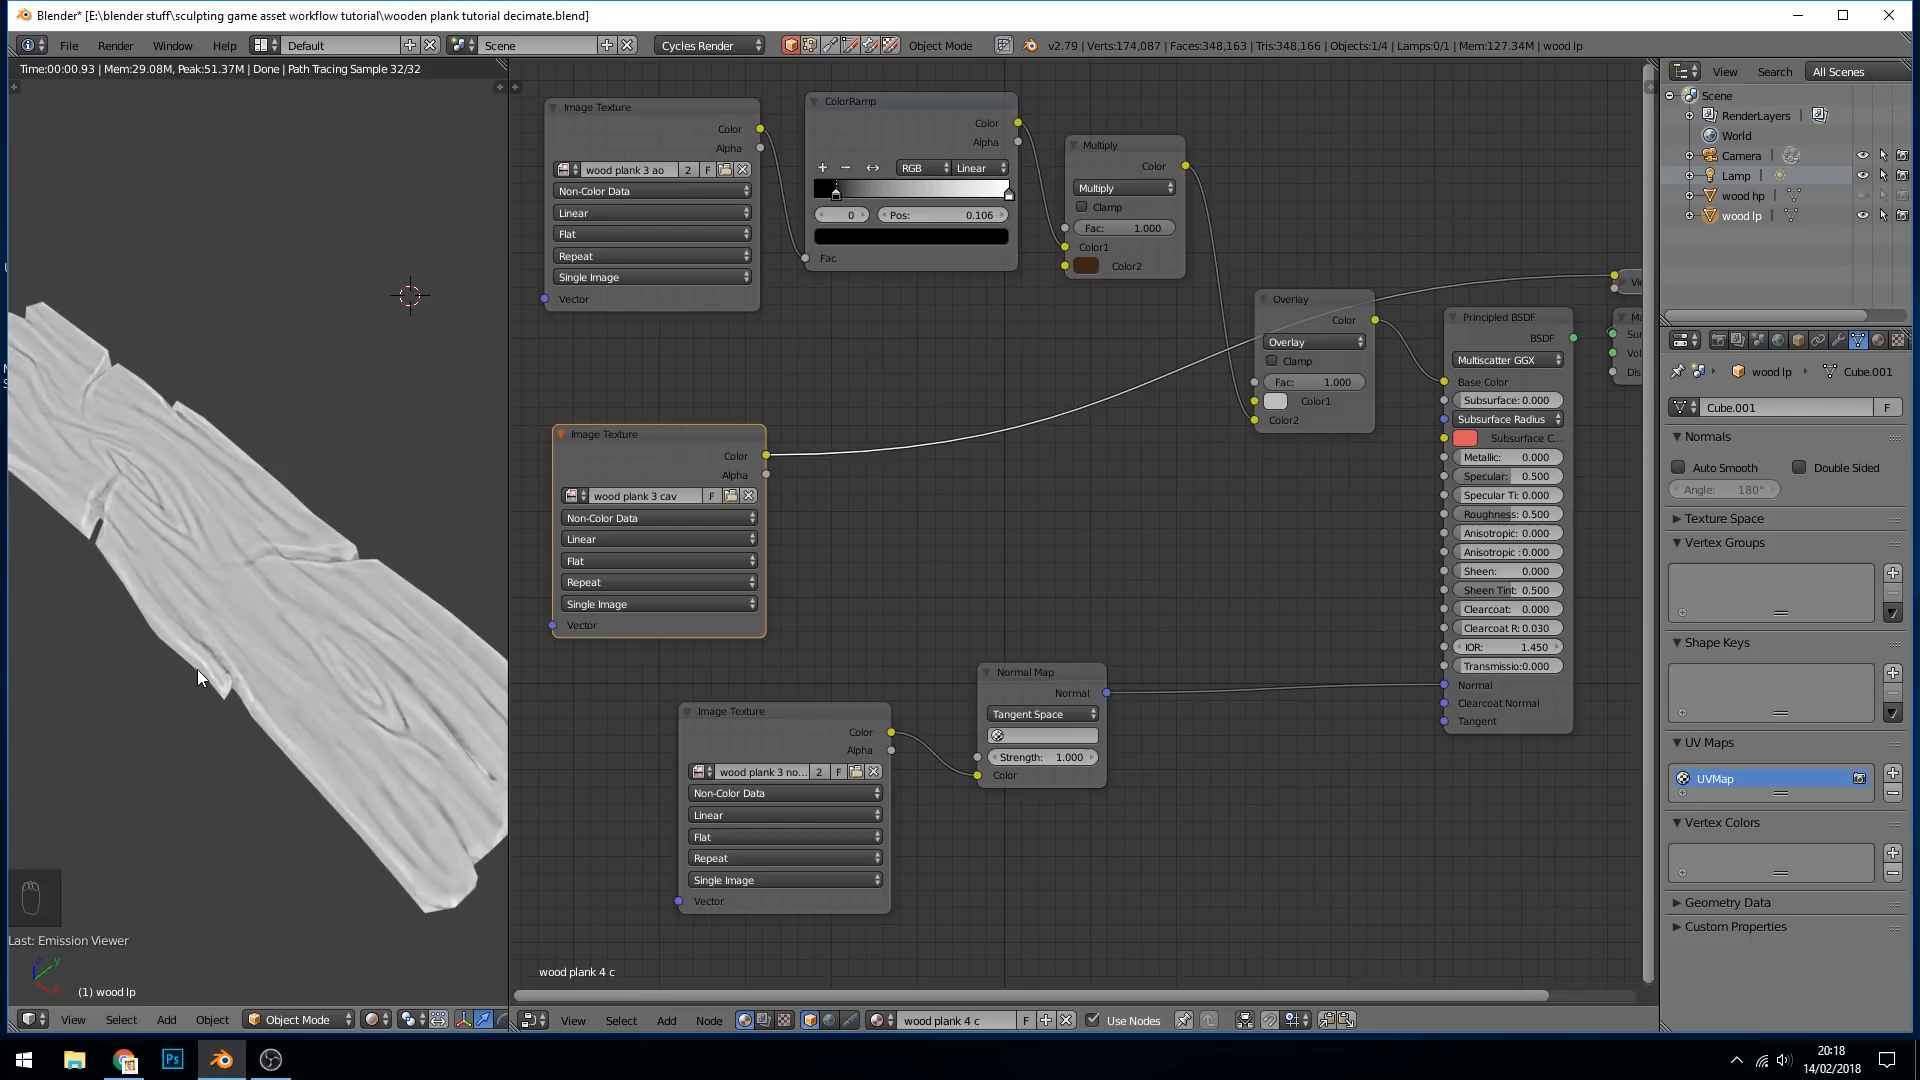 Blender* [E:\blender stuff\sculpting game asset workflow tutorial\wooden plank tutorial decimate.blend]
File Render Window Help Default Scene Cycles Render Object Mode v2.79 | Verts:174,087 | Faces:348,163 | Tris:348,166 | Objects:1/4 | Lamps:0/1 | Mem:127.34M | wood lp
Time:00:00.93 | Mem:29.08M, Peak:51.37M | Done | Path Tracing Sample 32/32
Image Texture
Color
Alpha
wood plank 3 ao 2 F
Non-Color Data
Linear
Flat
Repeat
Single Image
Vector
ColorRamp
Color
Alpha
RGB Linear
0 Pos: 0.106
Fac
Multiply
Color
Multiply
Clamp
Fac: 1.000
Color1
Color2
Overlay
Color
Overlay
Clamp
Fac: 1.000
Color1
Color2
Image Texture
Color
Alpha
wood plank 3 cav F
Non-Color Data
Linear
Flat
Repeat
Single Image
Vector
Image Texture
Color
Alpha
wood plank 3 no... 2 F
Non-Color Data
Linear
Flat
Repeat
Single Image
Vector
Normal Map
Normal
Tangent Space
Strength: 1.000
Color
Principled BSDF
BSDF
Multiscatter GGX
Base Color
Subsurface: 0.000
Subsurface Radius
Subsurface C...
Metallic: 0.000
Specular: 0.500
Specular Ti: 0.000
Roughness: 0.500
Anisotropic: 0.000
Anisotropic :0.000
Sheen: 0.000
Sheen Tint: 0.500
Clearcoat: 0.000
Clearcoat R: 0.030
IOR: 1.450
Transmissio:0.000
Normal
Clearcoat Normal
Tangent
Vie
Ma
Sur
Vol
Dis
wood plank 4 c
Last: Emission Viewer
(1) wood lp
View Select Add Object Object Mode
View Select Add Node wood plank 4 c F Use Nodes
View Search All Scenes
Scene
RenderLayers
World
Camera
Lamp
wood hp
wood lp
wood lp Cube.001
Cube.001 F
Normals
Auto Smooth Double Sided
Angle: 180°
Texture Space
Vertex Groups
Shape Keys
UV Maps
UVMap
Vertex Colors
Geometry Data
Custom Properties
Ps
20:18
14/02/2018